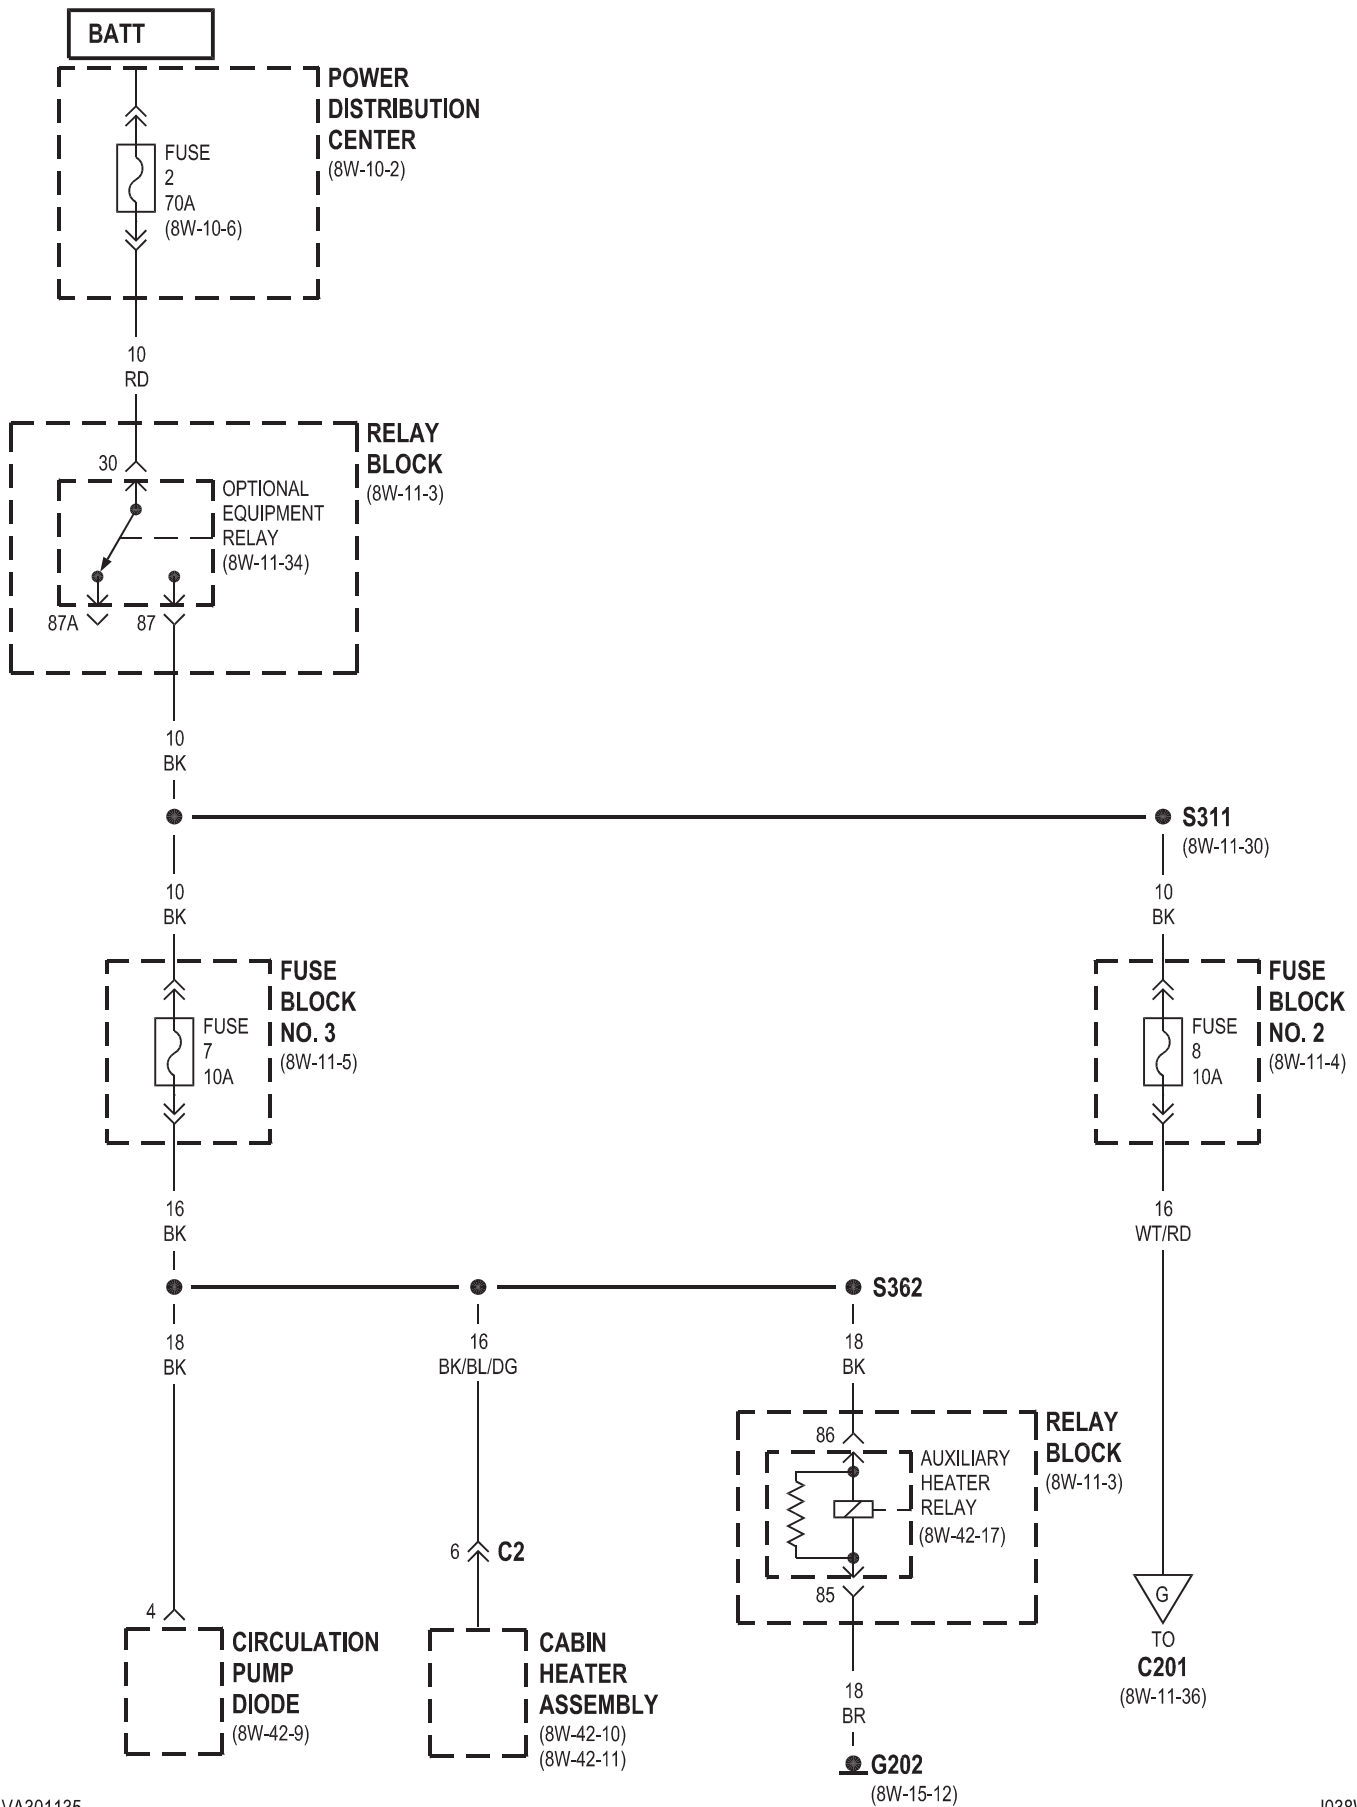 BATT
POWER
DISTRIBUTION
CENTER
(8W-10-2)
FUSE
2
70A
(8W-10-6)
10
RD
RELAY
BLOCK
(8W-11-3)
30
OPTIONAL
EQUIPMENT
RELAY
(8W-11-34)
87A
87
10
BK
S311
(8W-11-30)
10
BK
10
BK
FUSE
BLOCK
NO. 3
(8W-11-5)
FUSE
7
10A
FUSE
BLOCK
NO. 2
(8W-11-4)
FUSE
8
10A
16
BK
16
WT/RD
S362
18
BK
16
BK/BL/DG
18
BK
RELAY
BLOCK
(8W-11-3)
86
AUXILIARY
HEATER
RELAY
(8W-42-17)
85
6
C2
4
CIRCULATION
PUMP
DIODE
(8W-42-9)
CABIN
HEATER
ASSEMBLY
(8W-42-10)
(8W-42-11)
G
TO
C201
(8W-11-36)
18
BR
G202
(8W-15-12)